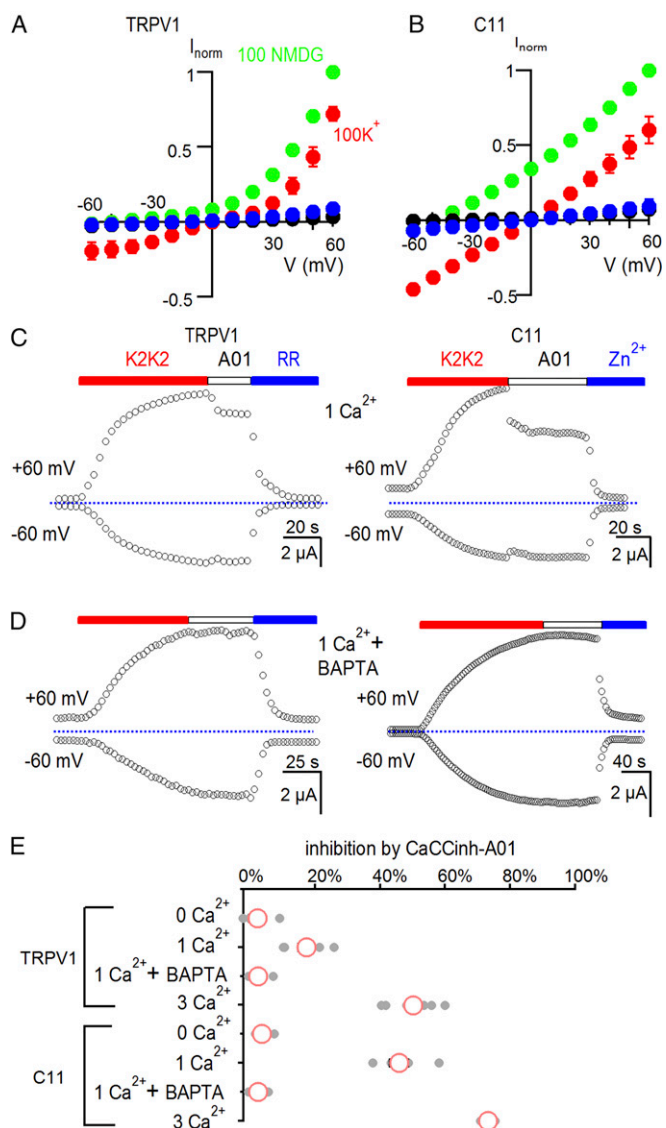 A TRPV1 B C11
I norm I norm
100 NMDG
1 1
100K⁺
0.5 0.5
-60 -30 -60 -30
30 60 30 60
V (mV) V (mV)
-0.5 -0.5
C TRPV1 C11
K2K2 A01 RR K2K2 A01 Zn²⁺
1 Ca²⁺
+60 mV +60 mV
-60 mV -60 mV
20 s 20 s
2 µA 2 µA
D
1 Ca²⁺+
BAPTA
+60 mV +60 mV
-60 mV -60 mV
25 s 40 s
2 µA 2 µA
E inhibition by CaCCinh-A01
0% 20% 40% 60% 80% 100%
TRPV1
0 Ca²⁺
1 Ca²⁺
1 Ca²⁺+ BAPTA
3 Ca²⁺
C11
0 Ca²⁺
1 Ca²⁺
1 Ca²⁺+ BAPTA
3 Ca²⁺